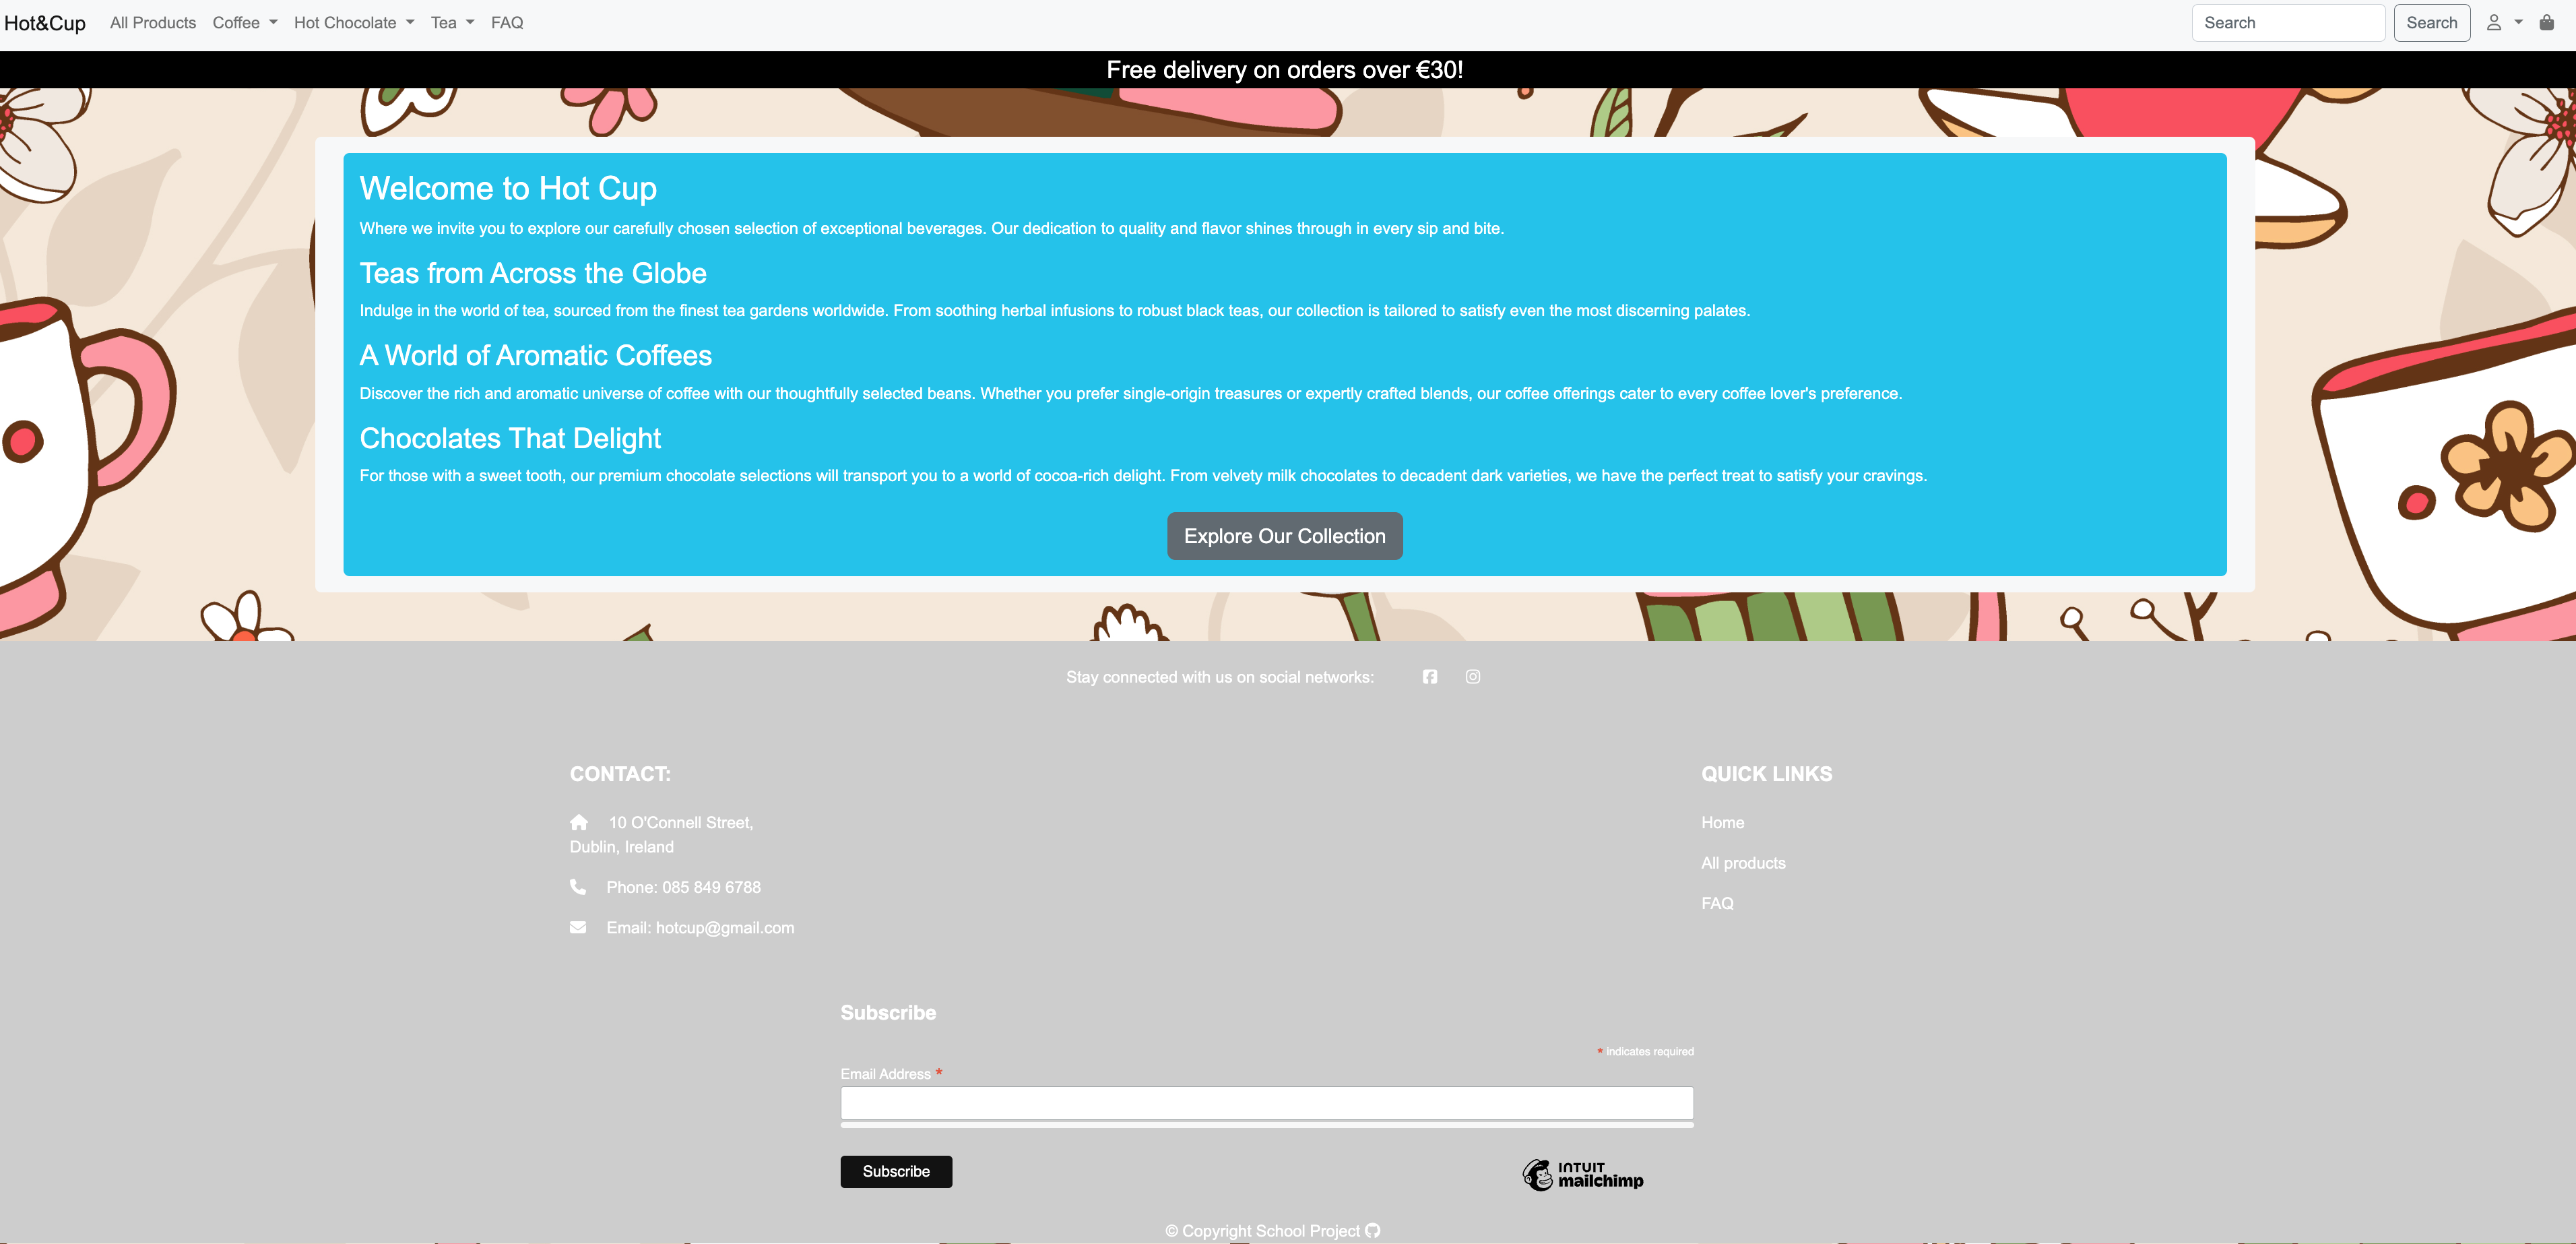 Hot&Cup All Products Coffee Hot Chocolate Tea FAQ Search Search
Free delivery on orders over €30!
Welcome to Hot Cup
Where we invite you to explore our carefully chosen selection of exceptional beverages. Our dedication to quality and flavor shines through in every sip and bite.
Teas from Across the Globe
Indulge in the world of tea, sourced from the finest tea gardens worldwide. From soothing herbal infusions to robust black teas, our collection is tailored to satisfy even the most discerning palates.
A World of Aromatic Coffees
Discover the rich and aromatic universe of coffee with our thoughtfully selected beans. Whether you prefer single-origin treasures or expertly crafted blends, our coffee offerings cater to every coffee lover's preference.
Chocolates That Delight
For those with a sweet tooth, our premium chocolate selections will transport you to a world of cocoa-rich delight. From velvety milk chocolates to decadent dark varieties, we have the perfect treat to satisfy your cravings.
Explore Our Collection
Stay connected with us on social networks:
CONTACT:
10 O'Connell Street,
Dublin, Ireland
Phone: 085 849 6788
Email: hotcup@gmail.com
QUICK LINKS
Home
All products
FAQ
Subscribe
* indicates required
Email Address *
Subscribe
INTUIT
mailchimp
© Copyright School Project